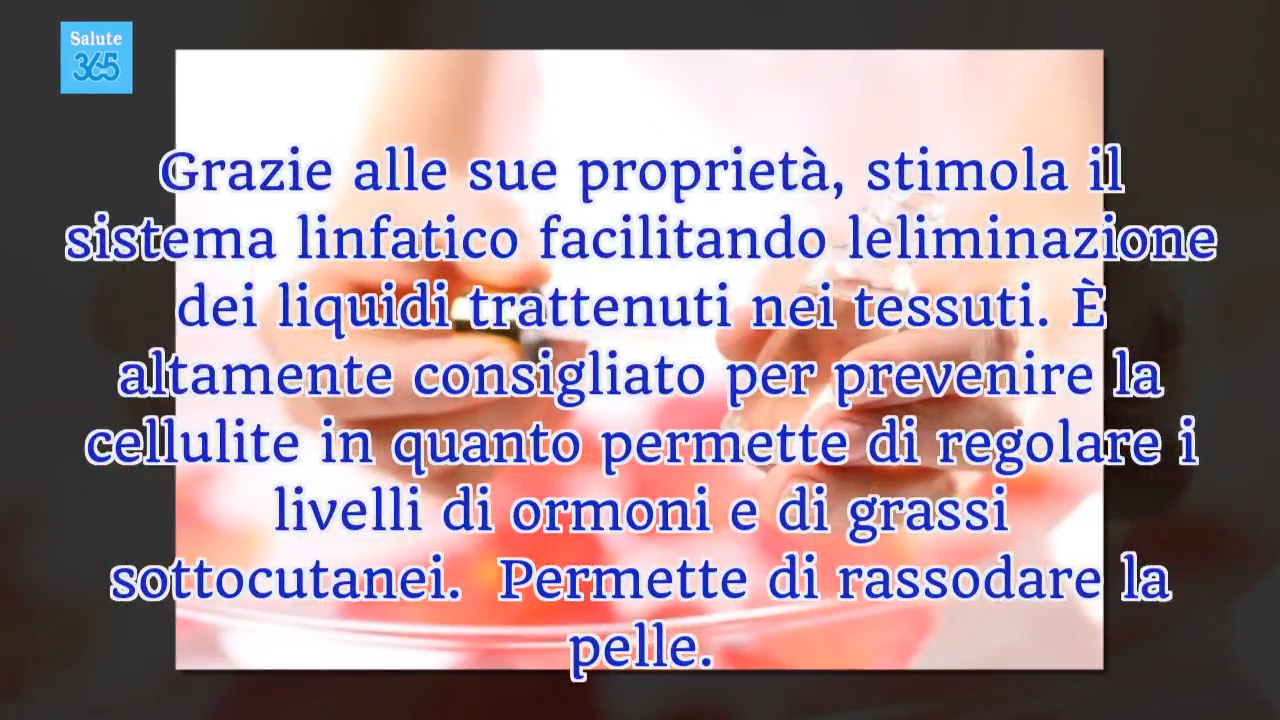 Salute
365
Grazie alle sue proprietà, stimola il
sistema linfatico facilitando leliminazione
dei liquidi trattenuti nei tessuti. È
altamente consigliato per prevenire la
cellulite in quanto permette di regolare i
livelli di ormoni e di grassi
sottocutanei.  Permette di rassodare la
pelle.